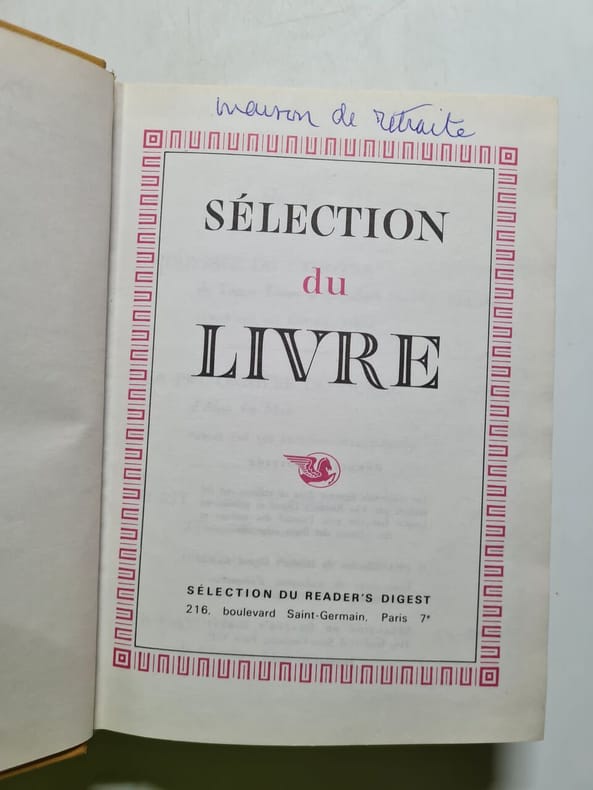 maison de retraite
SÉLECTION
du
LIVRE
SÉLECTION DU READER'S DIGEST
216, boulevard Saint-Germain, Paris 7e